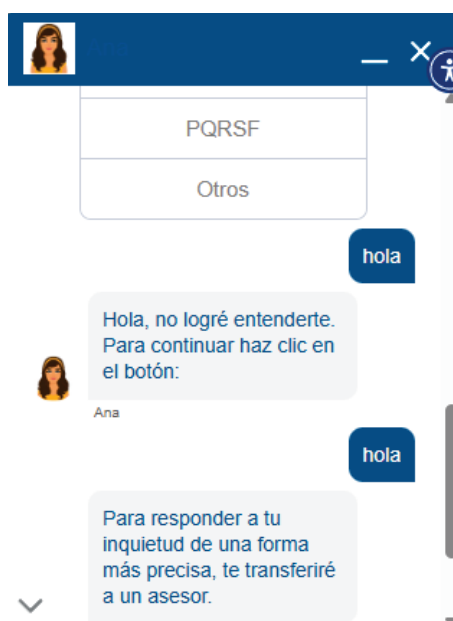 Ana
PQRSF
Otros
hola
Hola, no logré entenderte.
Para continuar haz clic en
el botón:
Ana
hola
Para responder a tu
inquietud de una forma
más precisa, te transferiré
a un asesor.